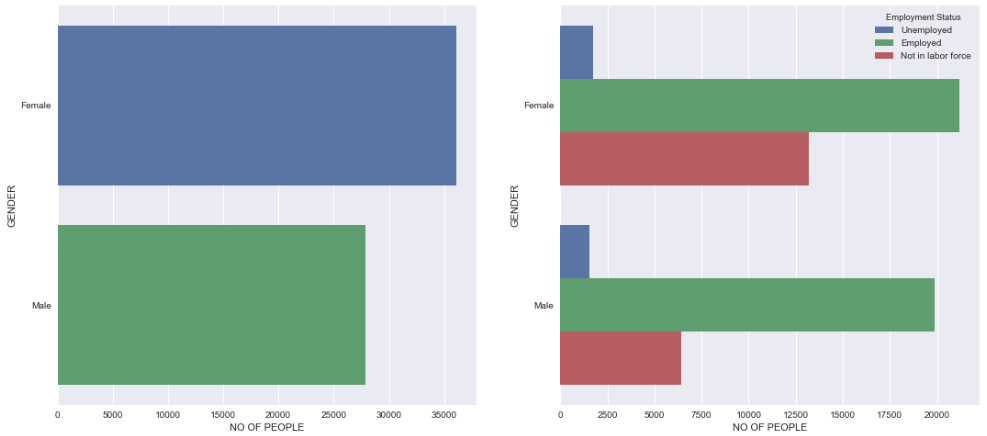 GENDER
Female
Male
0 5000 10000 15000 20000 25000 30000 35000
NO OF PEOPLE
GENDER
Female
Male
Employment Status
Unemployed
Employed
Not in labor force
0 2500 5000 7500 10000 12500 15000 17500 20000
NO OF PEOPLE